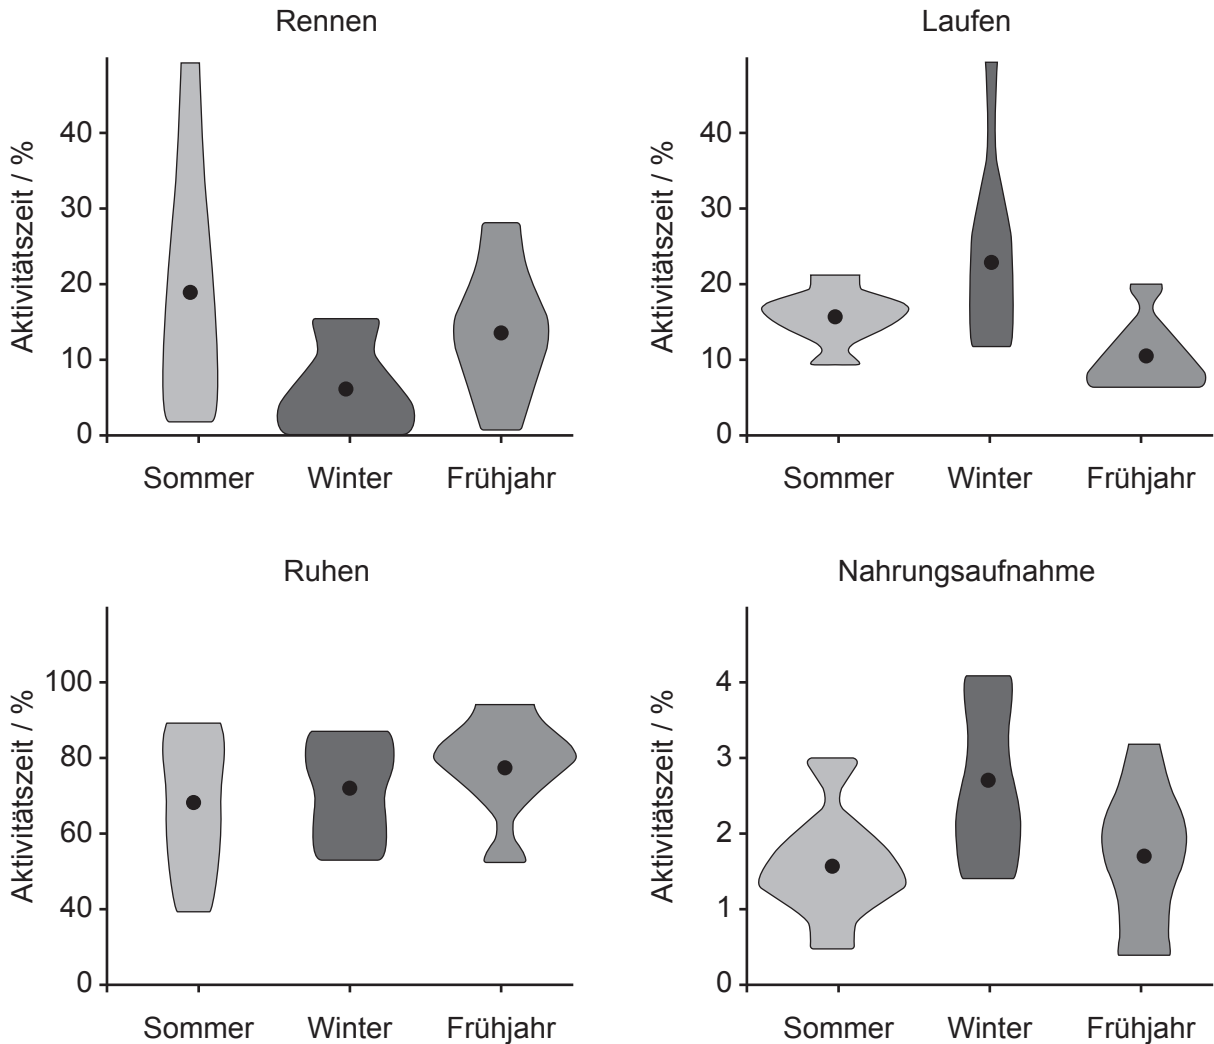 Rennen
Aktivitätszeit / %
40
30
20
10
0
Sommer Winter Frühjahr
Laufen
Aktivitätszeit / %
40
30
20
10
0
Sommer Winter Frühjahr
Ruhen
Aktivitätszeit / %
100
80
60
40
0
Sommer Winter Frühjahr
Nahrungsaufnahme
Aktivitätszeit / %
4
3
2
1
0
Sommer Winter Frühjahr